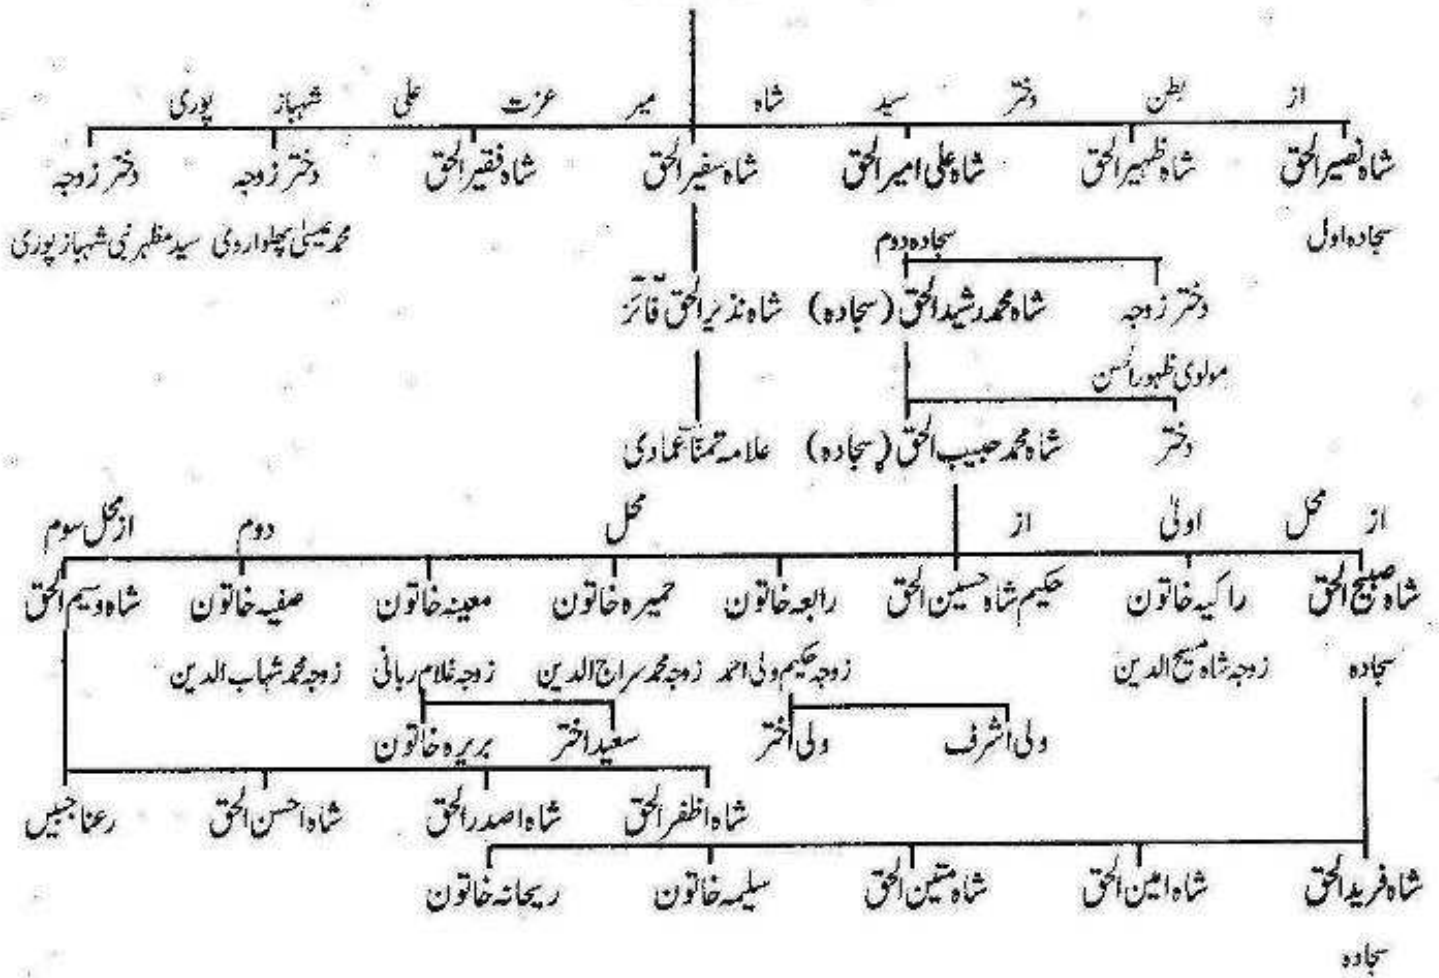 از بطن دختر سید شاہ میر عزت علی شہباز پوری
شاہ نصیر الحق شاہ ظہیر الحق شاہ علی امیر الحق شاہ سفیر الحق شاہ فقیر الحق دختر زوجہ دختر زوجہ
سجادہ اول سجادہ دوم محمد عیسیٰ پھلواروی سید مظہر نبی شہباز پوری
دختر زوجہ شاہ محمد رشید الحق (سجادہ) شاہ نذیر الحق فائز
مولوی ظہور الحسن
دختر شاہ محمد حبیب الحق (سجادہ) علامہ تمنا عمادی
از محل اولیٰ از محل دوم از محل سوم
شاہ صبیح الحق راکیہ خاتون حکیم شاہ حسین الحق رابعہ خاتون حمیرہ خاتون معینہ خاتون صفیہ خاتون شاہ وسیم الحق
سجادہ زوجہ شاہ مسیح الدین زوجہ حکیم ولی احمد زوجہ محمد سراج الدین زوجہ غلام ربانی زوجہ محمد شہاب الدین
ولی اشرف ولی اختر سعید اختر بریرہ خاتون
شاہ اظفر الحق شاہ اصدر الحق شاہ احسن الحق رعنا جبیں
شاہ فرید الحق شاہ امین الحق شاہ متین الحق سلیمہ خاتون ریحانہ خاتون
سجادہ